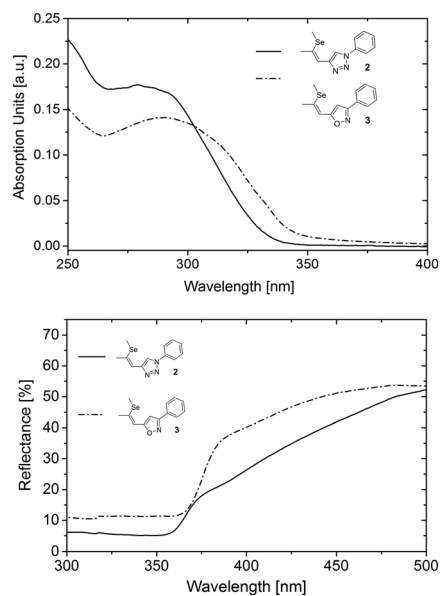 0.25
0.20
0.15
0.10
0.05
0.00
Absorption Units [a.u.]
Se
N
N=N
2
Se
O
N
3
250
300
350
400
Wavelength [nm]
70
60
50
40
30
20
10
0
Reflectance [%]
Se
N
N=N
2
Se
O
N
3
300
350
400
450
500
Wavelength [nm]